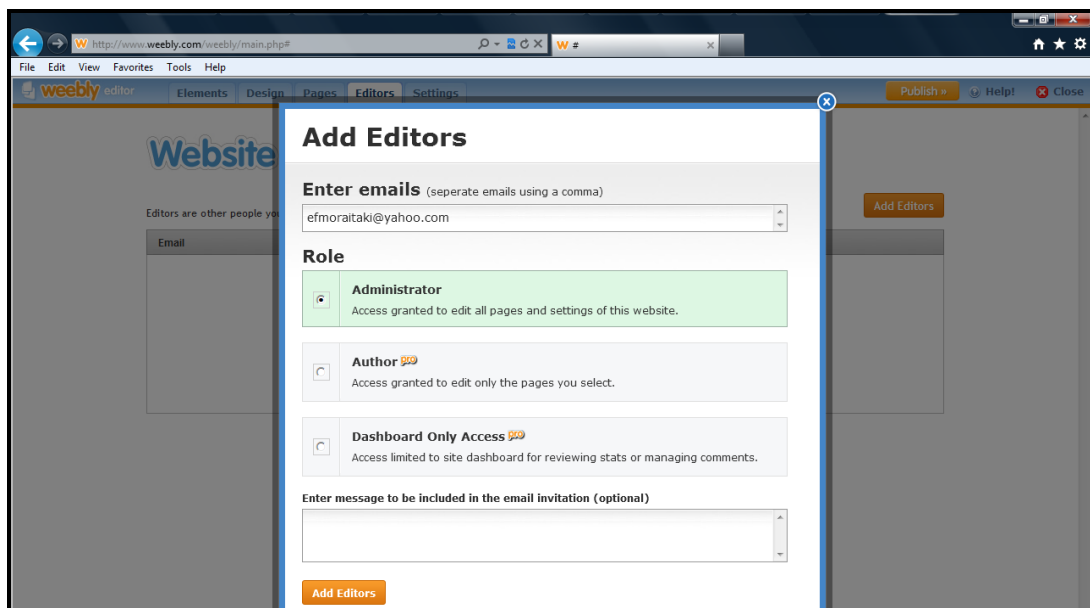 http://www.weebly.com/weebly/main.php#
W #
File Edit View Favorites Tools Help
weebly editor Elements Design Pages Editors Settings Publish » Help! Close
Add Editors
Website
Enter emails (seperate emails using a comma)
Editors are other people you
efmoraitaki@yahoo.com
Add Editors
Email
Role
Administrator
Access granted to edit all pages and settings of this website.
Author pro
Access granted to edit only the pages you select.
Dashboard Only Access pro
Access limited to site dashboard for reviewing stats or managing comments.
Enter message to be included in the email invitation (optional)
Add Editors